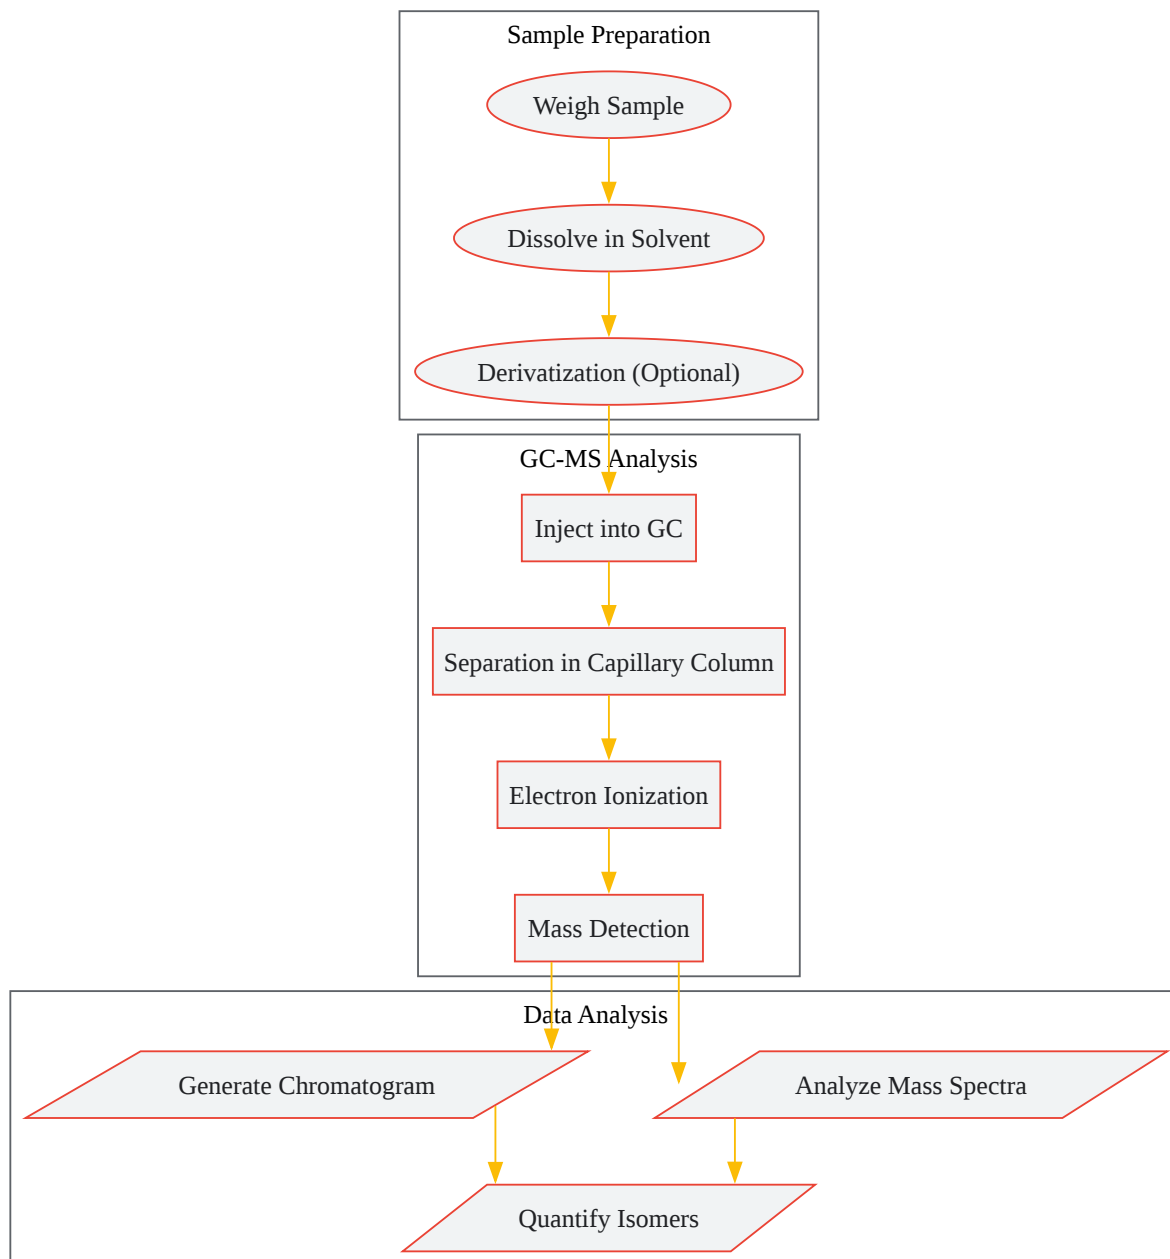 Sample Preparation
Weigh Sample
Dissolve in Solvent
Derivatization (Optional)
GC-MS Analysis
Inject into GC
Separation in Capillary Column
Electron Ionization
Mass Detection
Data Analysis
Generate Chromatogram
Analyze Mass Spectra
Quantify Isomers